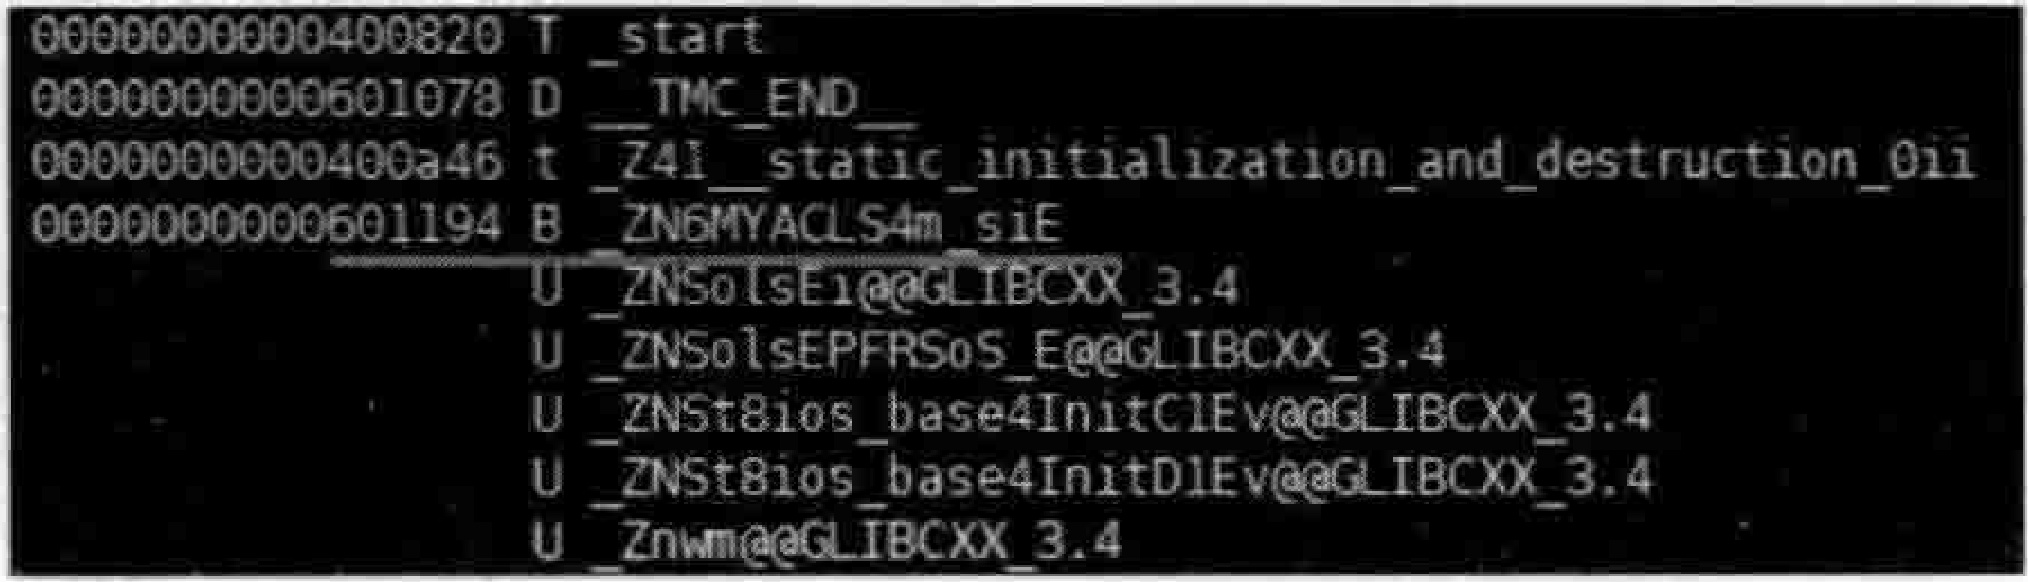 0000000000400820 T _start
0000000000601078 D __TMC_END__
0000000000400a46 t _Z41__static_initialization_and_destruction_0ii
0000000000601194 B _ZN6MYACLS4m_siE
U _ZNSolsEi@@GLIBCXX_3.4
U _ZNSolsEPFRSoS_E@@GLIBCXX_3.4
U _ZNSt8ios_base4InitC1Ev@@GLIBCXX_3.4
U _ZNSt8ios_base4InitD1Ev@@GLIBCXX_3.4
U _Znwm@@GLIBCXX_3.4